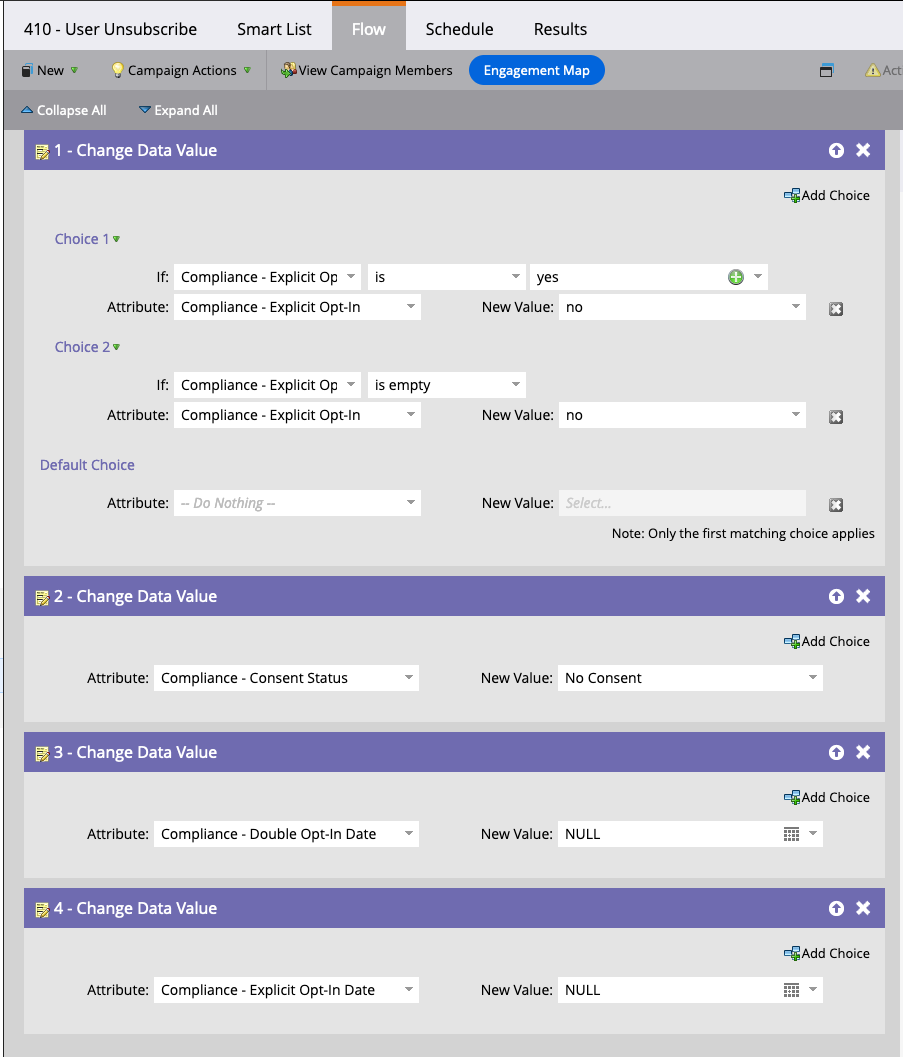 410 - User Unsubscribe Smart List Flow Schedule Results
New Campaign Actions View Campaign Members Engagement Map Acti
Collapse All Expand All
1 - Change Data Value
Add Choice
Choice 1
If: Compliance - Explicit Op is yes
Attribute: Compliance - Explicit Opt-In New Value: no
Choice 2
If: Compliance - Explicit Op is empty
Attribute: Compliance - Explicit Opt-In New Value: no
Default Choice
Attribute: -- Do Nothing -- New Value: Select...
Note: Only the first matching choice applies
2 - Change Data Value
Add Choice
Attribute: Compliance - Consent Status New Value: No Consent
3 - Change Data Value
Add Choice
Attribute: Compliance - Double Opt-In Date New Value: NULL
4 - Change Data Value
Add Choice
Attribute: Compliance - Explicit Opt-In Date New Value: NULL